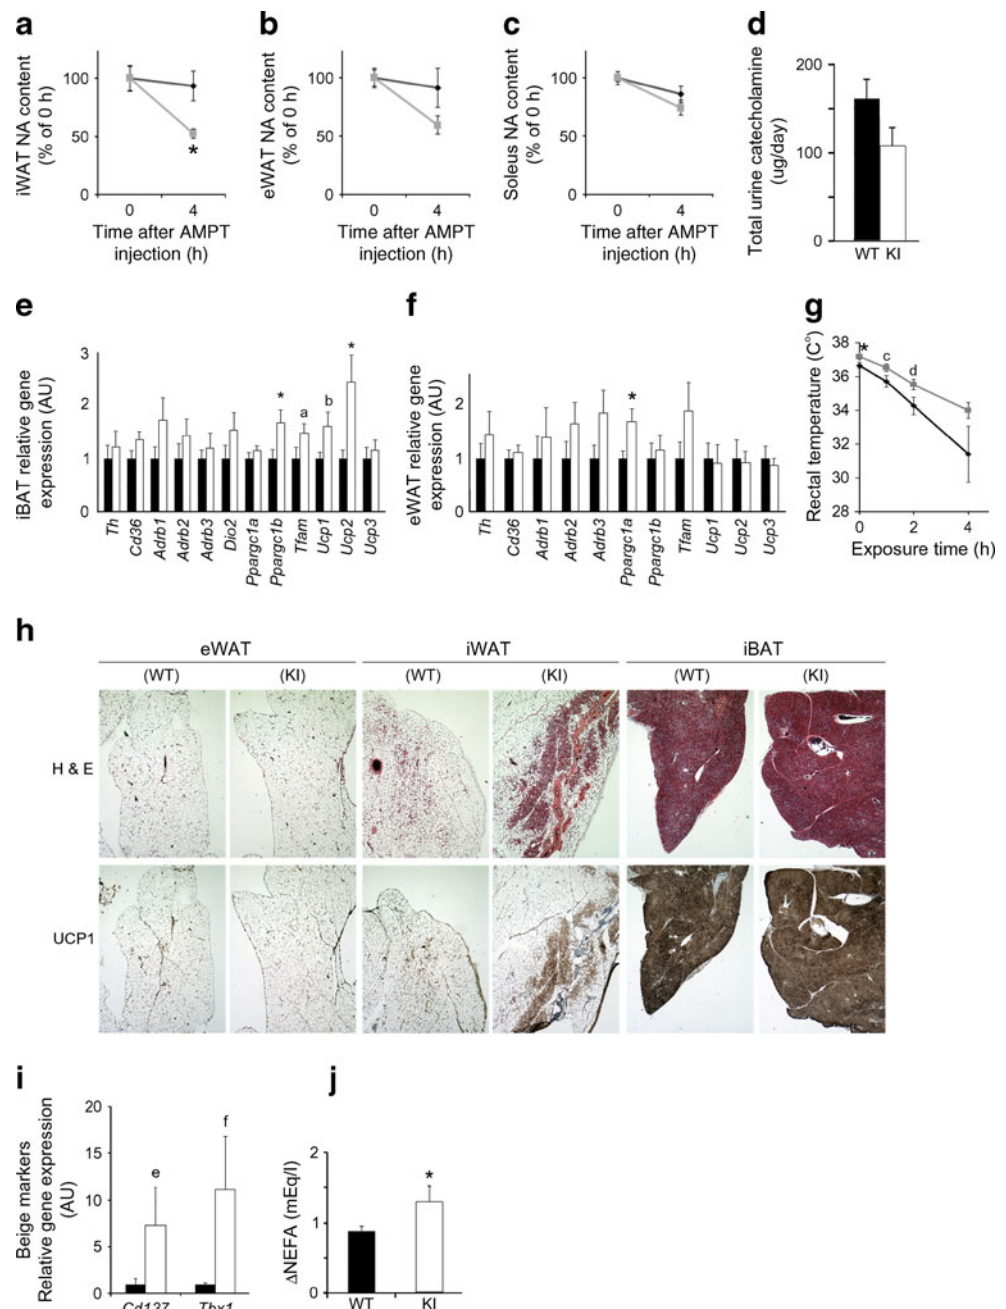 a
iWAT NA content
(% of 0 h)
100
50
0
0 4
Time after AMPT
injection (h)
*
b
eWAT NA content
(% of 0 h)
100
50
0
0 4
Time after AMPT
injection (h)
c
Soleus NA content
(% of 0 h)
100
50
0
0 4
Time after AMPT
injection (h)
d
Total urine catecholamine
(ug/day)
200
100
0
WT KI
e
iBAT relative gene
expression (AU)
3
2
1
0
* a b *
Th Cd36 Adrb1 Adrb2 Adrb3 Dio2 Ppargc1a Ppargc1b Tfam Ucp1 Ucp2 Ucp3
f
eWAT relative gene
expression (AU)
2
1
0
*
Th Cd36 Adrb1 Adrb2 Adrb3 Ppargc1a Ppargc1b Tfam Ucp1 Ucp2 Ucp3
g
Rectal temperature (C°)
38
36
34
32
30
28
* c d
0 2 4
Exposure time (h)
h
eWAT iWAT iBAT
(WT) (KI) (WT) (KI) (WT) (KI)
H & E
UCP1
i
Beige markers
Relative gene expression
(AU)
20
15
10
5
0
e f
Cd137 Tbx1
j
ΔNEFA (mEq/l)
2
1
0
*
WT KI